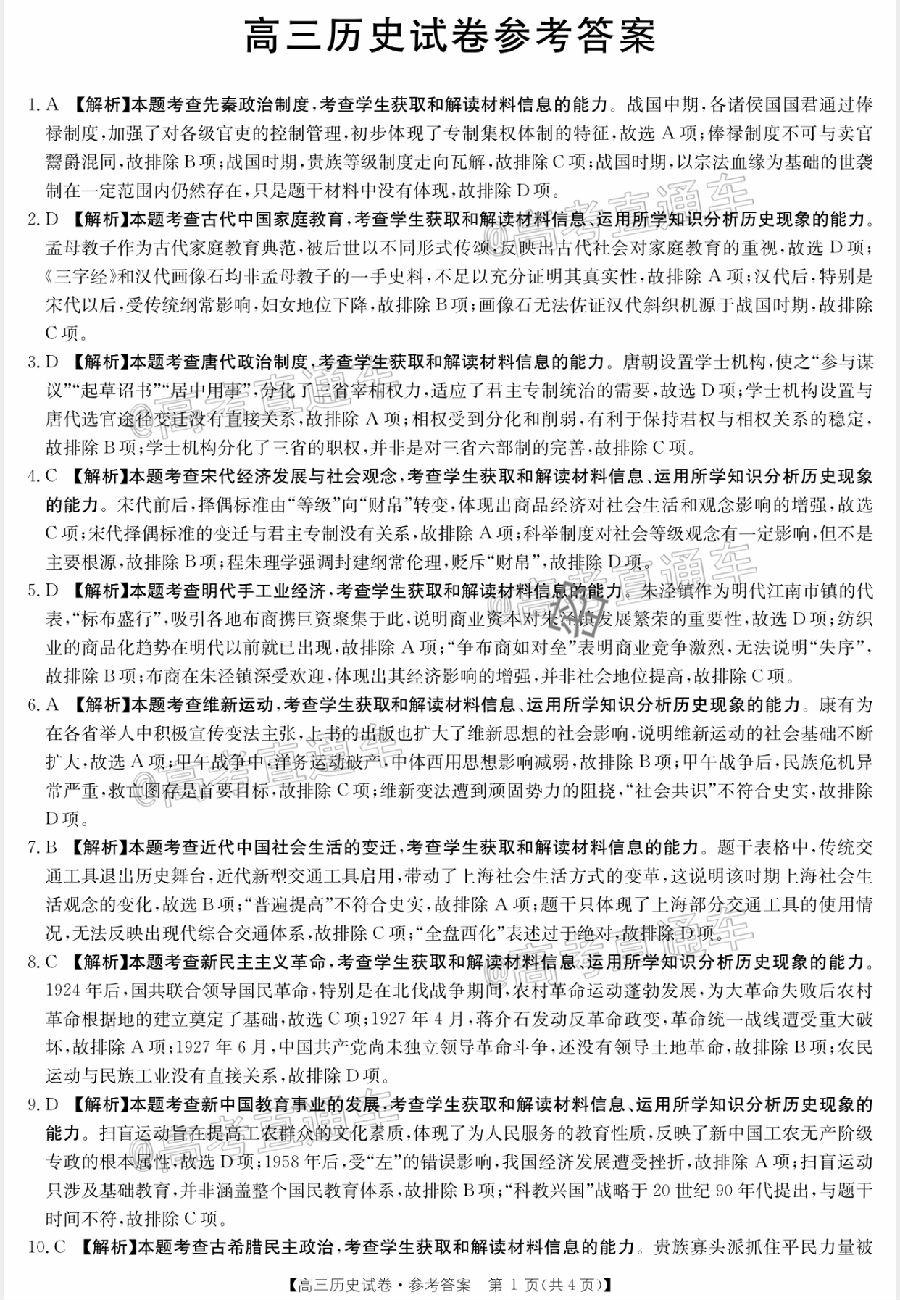 高三历史试卷参考答案
1. A 【解析】本题考查先秦政治制度,考查学生获取和解读材料信息的能力。战国中期,各诸侯国国君通过俸
禄制度,加强了对各级官吏的控制管理,初步体现了专制集权体制的特征,故选 A 项;俸禄制度不可与卖官
鬻爵混同,故排除 B 项;战国时期,贵族等级制度走向瓦解,故排除 C 项;战国时期,以宗法血缘为基础的世袭
制在一定范围内仍然存在,只是题干材料中没有体现,故排除 D 项。
2. D 【解析】本题考查古代中国家庭教育,考查学生获取和解读材料信息、运用所学知识分析历史现象的能力。
孟母教子作为古代家庭教育典范,被后世以不同形式传颂,反映出古代社会对家庭教育的重视,故选 D 项;
《三字经》和汉代画像石均非孟母教子的一手史料,不足以充分证明其真实性,故排除 A 项;汉代后,特别是
宋代以后,受传统纲常影响,妇女地位下降,故排除 B 项;画像石无法佐证汉代斜织机源于战国时期,故排除
C 项。
3. D 【解析】本题考查唐代政治制度,考查学生获取和解读材料信息的能力。唐朝设置学士机构,使之“参与谋
议”“起草诏书”“居中用事”,分化了三省宰相权力,适应了君主专制统治的需要,故选 D 项;学士机构设置与
唐代选官途径变迁没有直接关系,故排除 A 项;相权受到分化和削弱,有利于保持君权与相权关系的稳定,
故排除 B 项;学士机构分化了三省的职权,并非是对三省六部制的完善,故排除 C 项。
4. C 【解析】本题考查宋代经济发展与社会观念,考查学生获取和解读材料信息、运用所学知识分析历史现象
的能力。宋代前后,择偶标准由“等级”向“财帛”转变,体现出商品经济对社会生活和观念影响的增强,故选
C 项;宋代择偶标准的变迁与君主专制没有关系,故排除 A 项;科举制度对社会等级观念有一定影响,但不是
主要根源,故排除 B 项;程朱理学强调封建纲常伦理,贬斥“财帛”,故排除 D 项。
5. D 【解析】本题考查明代手工业经济,考查学生获取和解读材料信息的能力。朱泾镇作为明代江南市镇的代
表,“标布盛行”,吸引各地布商携巨资聚集于此,说明商业资本对朱泾镇发展繁荣的重要性,故选 D 项;纺织
业的商品化趋势在明代以前就已出现,故排除 A 项;“争布商如对垒”表明商业竞争激烈,无法说明“失序”,
故排除 B 项;布商在朱泾镇深受欢迎,体现出其经济影响的增强,并非社会地位提高,故排除 C 项。
6. A 【解析】本题考查维新运动,考查学生获取和解读材料信息、运用所学知识分析历史现象的能力。康有为
在各省举人中积极宣传变法主张,上书的出版也扩大了维新思想的社会影响,说明维新运动的社会基础不断
扩大,故选 A 项;甲午战争中,洋务运动破产,中体西用思想影响减弱,故排除 B 项;甲午战争后,民族危机异
常严重,救亡图存是首要目标,故排除 C 项;维新变法遭到顽固势力的阻挠,“社会共识”不符合史实,故排除
D 项。
7. B 【解析】本题考查近代中国社会生活的变迁,考查学生获取和解读材料信息的能力。题干表格中,传统交
通工具退出历史舞台,近代新型交通工具启用,带动了上海社会生活方式的变革,这说明该时期上海社会生
活观念的变化,故选 B 项;“普遍提高”不符合史实,故排除 A 项;题干只体现了上海部分交通工具的使用情
况,无法反映出现代综合交通体系,故排除 C 项;“全盘西化”表述过于绝对,故排除 D 项。
8. C 【解析】本题考查新民主主义革命,考查学生获取和解读材料信息、运用所学知识分析历史现象的能力。
1924 年后,国共联合领导国民革命,特别是在北伐战争期间,农村革命运动蓬勃发展,为大革命失败后农村
革命根据地的建立奠定了基础,故选 C 项;1927 年 4 月,蒋介石发动反革命政变,革命统一战线遭受重大破
坏,故排除 A 项;1927 年 6 月,中国共产党尚未独立领导革命斗争,还没有领导土地革命,故排除 B 项;农民
运动与民族工业没有直接关系,故排除 D 项。
9. D 【解析】本题考查新中国教育事业的发展,考查学生获取和解读材料信息、运用所学知识分析历史现象的
能力。扫盲运动旨在提高工农群众的文化素质,体现了为人民服务的教育性质,反映了新中国工农无产阶级
专政的根本属性,故选 D 项;1958 年后,受“左”的错误影响,我国经济发展遭受挫折,故排除 A 项;扫盲运动
只涉及基础教育,并非涵盖整个国民教育体系,故排除 B 项;“科教兴国”战略于 20 世纪 90 年代提出,与题干
时间不符,故排除 C 项。
10. C 【解析】本题考查古希腊民主政治,考查学生获取和解读材料信息的能力。贵族寡头派抓住平民力量被
【高三历史试卷·参考答案 第 1 页(共 4 页)】
@高考直通车
@高考直通车
@高考直通车
@高考直通车
@高考直通车
@高考直通车
@高考直通车
密